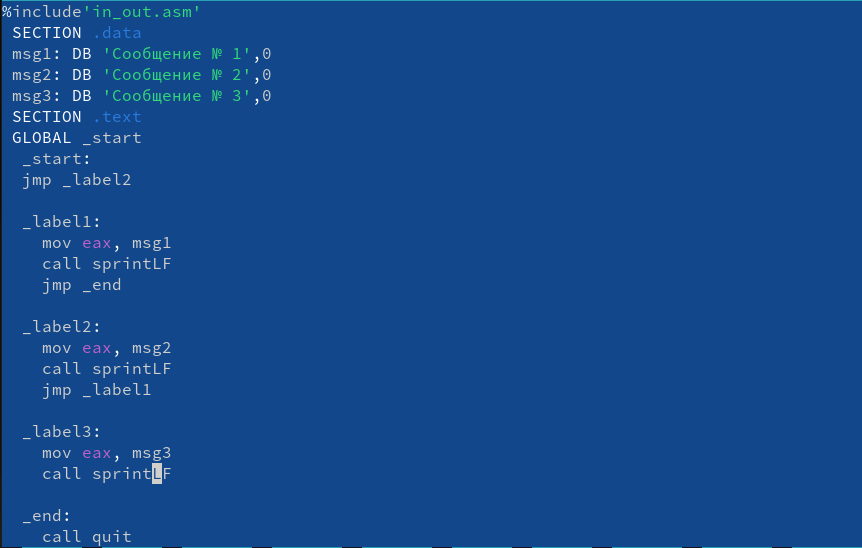 %include'in_out.asm'
SECTION .data
msg1: DB 'Сообщение № 1',0
msg2: DB 'Сообщение № 2',0
msg3: DB 'Сообщение № 3',0
SECTION .text
GLOBAL _start
_start:
jmp _label2
_label1:
mov eax, msg1
call sprintLF
jmp _end
_label2:
mov eax, msg2
call sprintLF
jmp _label1
_label3:
mov eax, msg3
call sprintLF
_end:
call quit